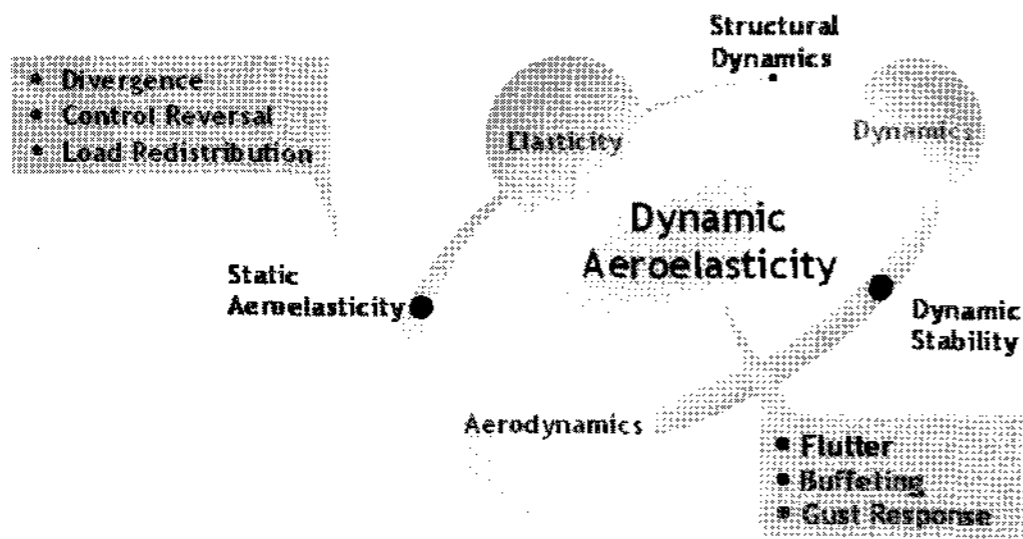 Structural
Dynamics
• Divergence
• Control Reversal
• Load Redistribution
Elasticity
Dynamics
Dynamic
Aeroelasticity
Static
Aeroelasticity
Dynamic
Stability
Aerodynamics
• Flutter
• Buffeting
• Gust Response